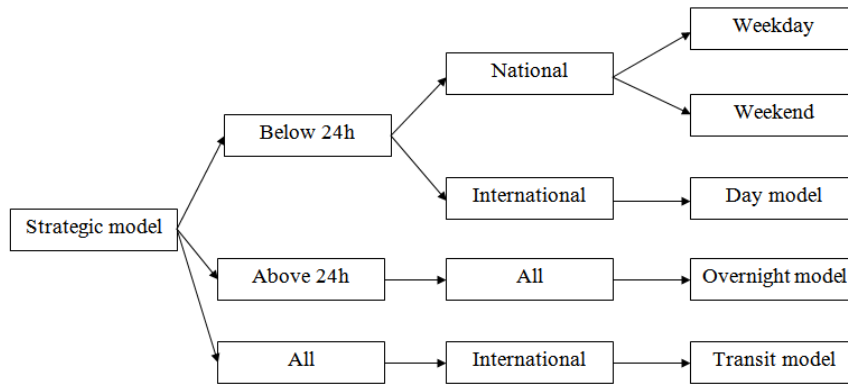 Weekday
National
Weekend
Below 24h
International
Day model
Strategic model
Above 24h
All
Overnight model
All
International
Transit model